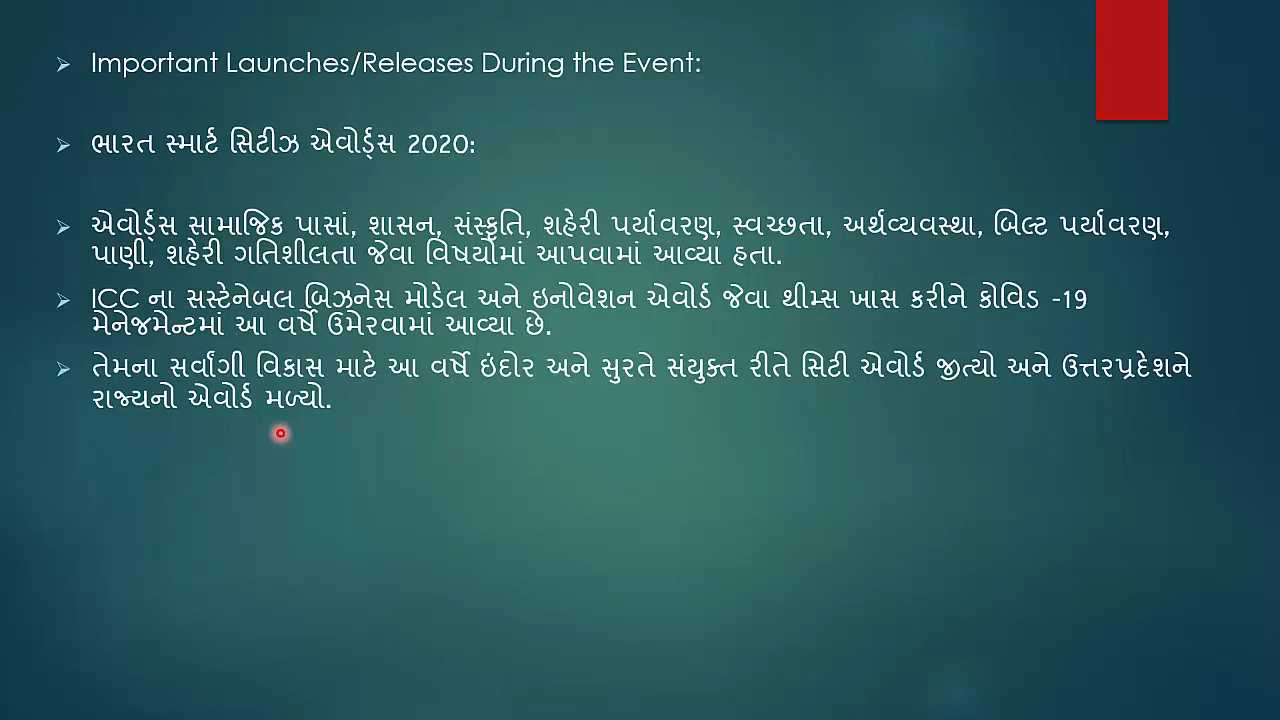 Important Launches/Releases During the Event:
ભારત સ્માર્ટ સિટીઝ એવોર્ડ્સ 2020:
એવોર્ડ્સ સામાજિક પાસાં, શાસન, સંસ્કૃતિ, શહેરી પર્યાવરણ, સ્વચ્છતા, અર્થવ્યવસ્થા, બિલ્ટ પર્યાવરણ,
પાણી, શહેરી ગતિશીલતા જેવા વિષયોમાં આપવામાં આવ્યા હતા.
ICC ના સસ્ટેનેબલ બિઝનેસ મોડેલ અને ઇનોવેશન એવોર્ડ જેવા થીમ્સ ખાસ કરીને કોવિડ -19
મેનેજમેન્ટમાં આ વર્ષે ઉમેરવામાં આવ્યા છે.
તેમના સર્વાંગી વિકાસ માટે આ વર્ષે ઇંદોર અને સુરતે સંયુક્ત રીતે સિટી એવોર્ડ જીત્યો અને ઉત્તરપ્રદેશને
રાજ્યનો એવોર્ડ મળ્યો.